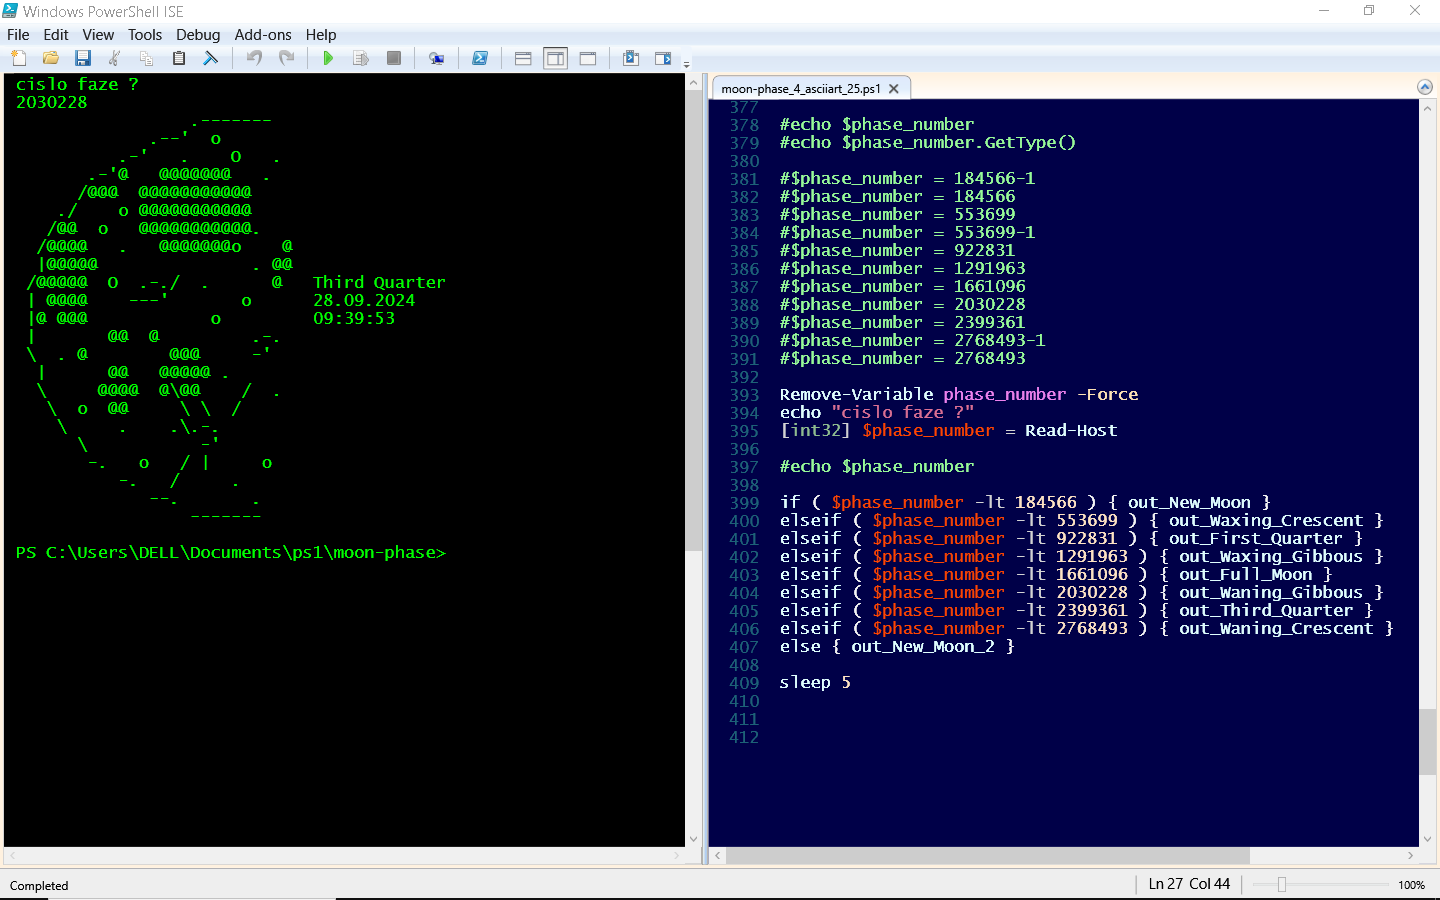 Windows PowerShell ISE
File Edit View Tools Debug Add-ons Help
cislo faze ?
2030228
                 .-------
             .--'  o
          .-'   .    O   .
       .-'@   @@@@@@@   .
      /@@@  @@@@@@@@@@@
    ./    o @@@@@@@@@@@
   /@@  o   @@@@@@@@@@@.
  /@@@@   .   @@@@@@@o    @
  |@@@@@               . @@
 /@@@@@  O  .-./  .      @   Third Quarter
 | @@@@    ---'       o      28.09.2024
 |@ @@@            o         09:39:53
 |       @@  @         .-.
 \  . @        @@@     -'
  |      @@   @@@@@ .
  \     @@@@  @\@@    /  .
   \  o  @@     \ \  /
    \     .    .\.-.
      \           -'
       -.   o   / |     o
          -.   /     .
             --.       .
                 -------
PS C:\Users\DELL\Documents\ps1\moon-phase>
moon-phase_4_asciiart_25.ps1
377
378 #echo $phase_number
379 #echo $phase_number.GetType()
380
381 #$phase_number = 184566-1
382 #$phase_number = 184566
383 #$phase_number = 553699
384 #$phase_number = 553699-1
385 #$phase_number = 922831
386 #$phase_number = 1291963
387 #$phase_number = 1661096
388 #$phase_number = 2030228
389 #$phase_number = 2399361
390 #$phase_number = 2768493-1
391 #$phase_number = 2768493
392
393 Remove-Variable phase_number -Force
394 echo "cislo faze ?"
395 [int32] $phase_number = Read-Host
396
397 #echo $phase_number
398
399 if ( $phase_number -lt 184566 ) { out_New_Moon }
400 elseif ( $phase_number -lt 553699 ) { out_Waxing_Crescent }
401 elseif ( $phase_number -lt 922831 ) { out_First_Quarter }
402 elseif ( $phase_number -lt 1291963 ) { out_Waxing_Gibbous }
403 elseif ( $phase_number -lt 1661096 ) { out_Full_Moon }
404 elseif ( $phase_number -lt 2030228 ) { out_Waning_Gibbous }
405 elseif ( $phase_number -lt 2399361 ) { out_Third_Quarter }
406 elseif ( $phase_number -lt 2768493 ) { out_Waning_Crescent }
407 else { out_New_Moon_2 }
408
409 sleep 5
410
411
412
Completed
Ln 27 Col 44
100%